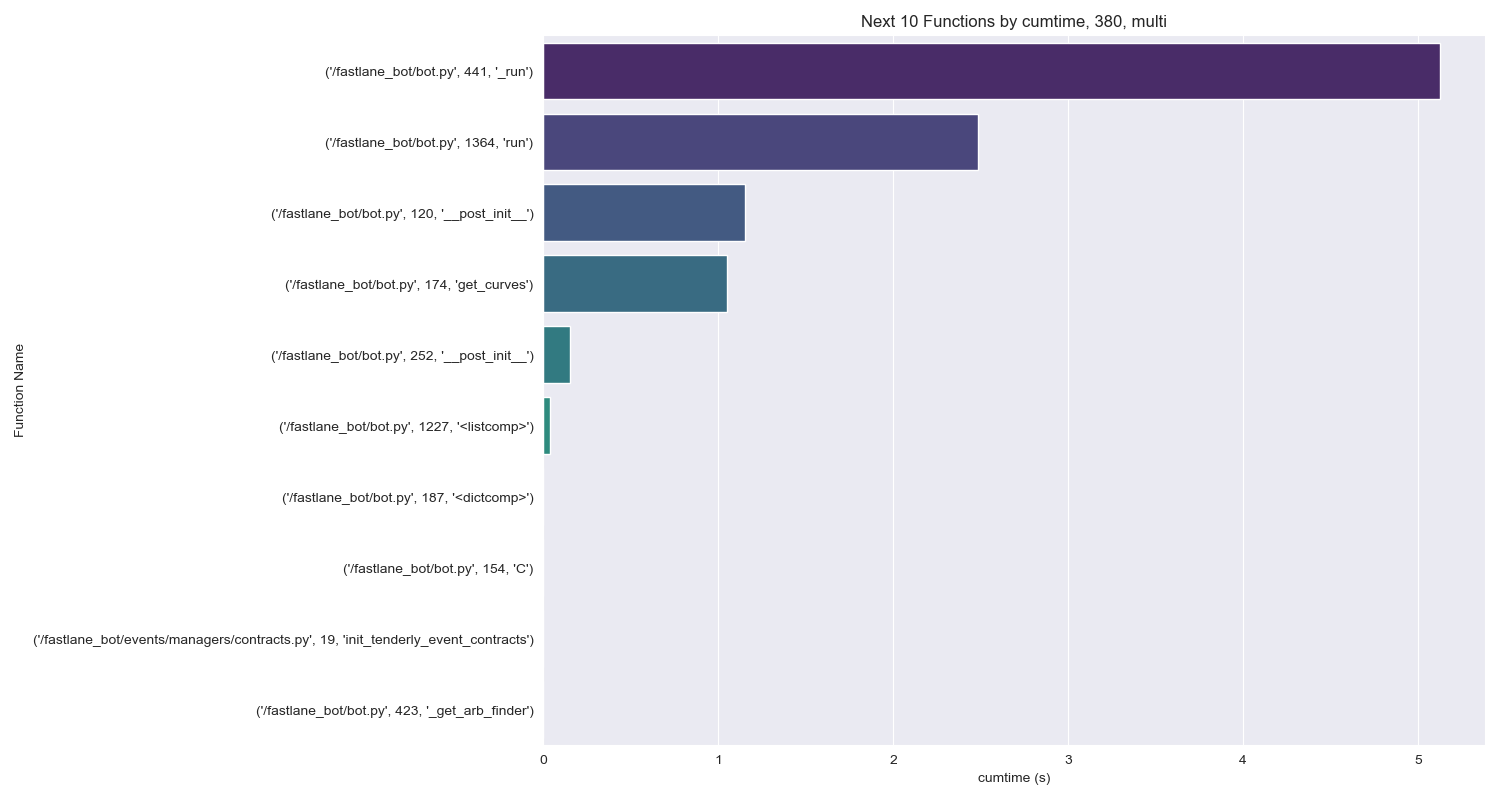 Next 10 Functions by cumtime, 380, multi
Function Name
('/fastlane_bot/bot.py', 441, '_run')
('/fastlane_bot/bot.py', 1364, 'run')
('/fastlane_bot/bot.py', 120, '__post_init__')
('/fastlane_bot/bot.py', 174, 'get_curves')
('/fastlane_bot/bot.py', 252, '__post_init__')
('/fastlane_bot/bot.py', 1227, '<listcomp>')
('/fastlane_bot/bot.py', 187, '<dictcomp>')
('/fastlane_bot/bot.py', 154, 'C')
('/fastlane_bot/events/managers/contracts.py', 19, 'init_tenderly_event_contracts')
('/fastlane_bot/bot.py', 423, '_get_arb_finder')
0 1 2 3 4 5
cumtime (s)